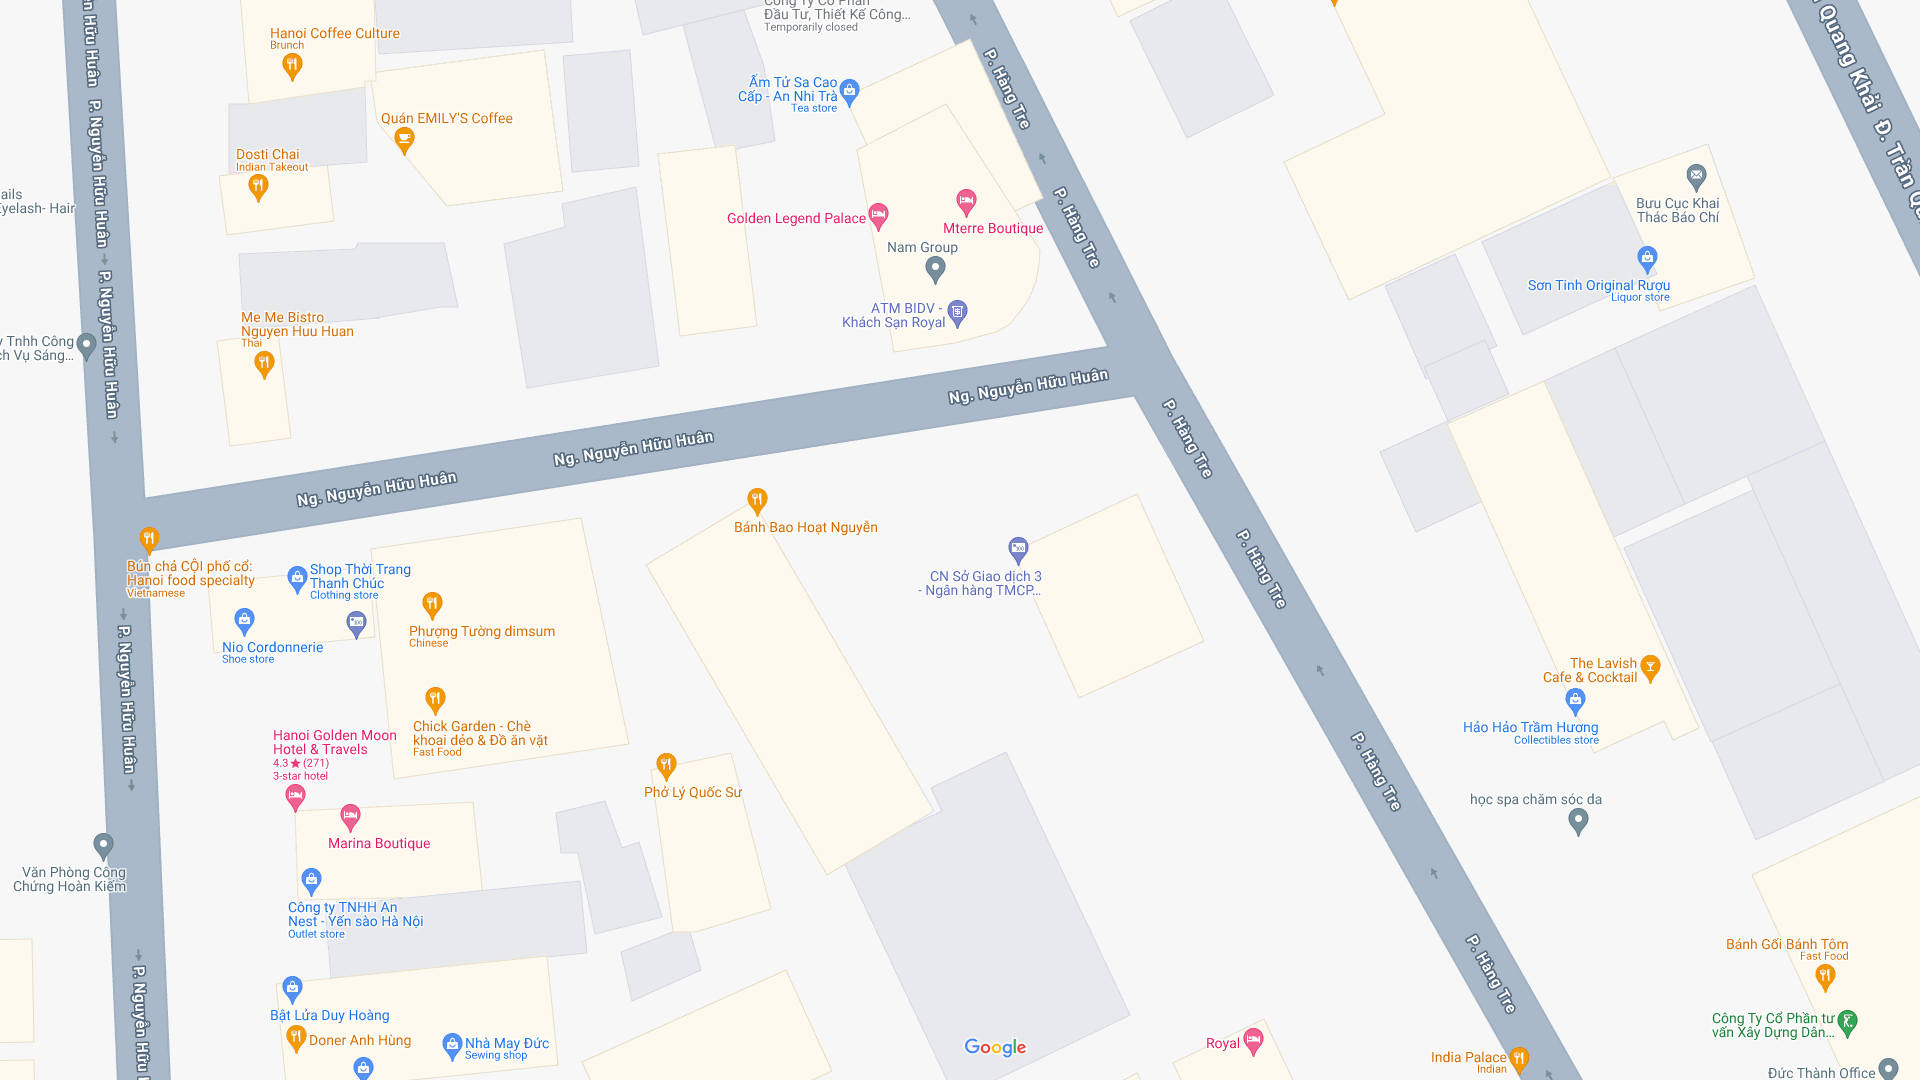 Hanoi Coffee Culture
Brunch
Công Ty Cổ Phần
Đầu Tư, Thiết Kế Công...
Temporarily closed
Quán EMILY'S Coffee
Ấm Tử Sa Cao
Cấp - An Nhi Trà
Tea store
Dosti Chai
Indian Takeout
ails
Eyelash- Hair
Golden Legend Palace
Mterre Boutique
Nam Group
ATM BIDV -
Khách Sạn Royal
Bưu Cục Khai
Thác Báo Chí
Sơn Tinh Original Rượu
Liquor store
Me Me Bistro
Nguyen Huu Huan
Thai
y Tnhh Công
ch Vụ Sáng...
P. Nguyễn Hữu Huân
P. Nguyễn Hữu Huân
P. Nguyễn Hữu Huân
Quang Khải
P. Hàng Tre
P. Hàng Tre
P. Hàng Tre
P. Hàng Tre
P. Hàng Tre
P. Hàng Tre
Ng. Nguyễn Hữu Huân
Ng. Nguyễn Hữu Huân
Ng. Nguyễn Hữu Huân
Bún chả CỘI phố cổ:
Hanoi food specialty
Vietnamese
Shop Thời Trang
Thanh Chúc
Clothing store
Nio Cordonnerie
Shoe store
Bánh Bao Hoạt Nguyễn
CN Sở Giao dịch 3
- Ngân hàng TMCP...
Phượng Tường dimsum
Chinese
Chick Garden - Chè
khoai dẻo & Đồ ăn vặt
Fast Food
Hanoi Golden Moon
Hotel & Travels
4.3★(271)
3-star hotel
Marina Boutique
Phở Lý Quốc Sư
The Lavish
Cafe & Cocktail
Hảo Hảo Trầm Hương
Collectibles store
học spa chăm sóc da
Văn Phòng Công
Chứng Hoàn Kiếm
Công ty TNHH An
Nest - Yến sào Hà Nội
Outlet store
P. Nguyễn Hữu
Bật Lửa Duy Hoàng
Doner Anh Hùng
Nhà May Đức
Sewing shop
Google
Royal
India Palace
Indian
Bánh Gối Bánh Tôm
Fast Food
Công Ty Cổ Phần tư
vấn Xây Dựng Dân...
Đức Thành Office